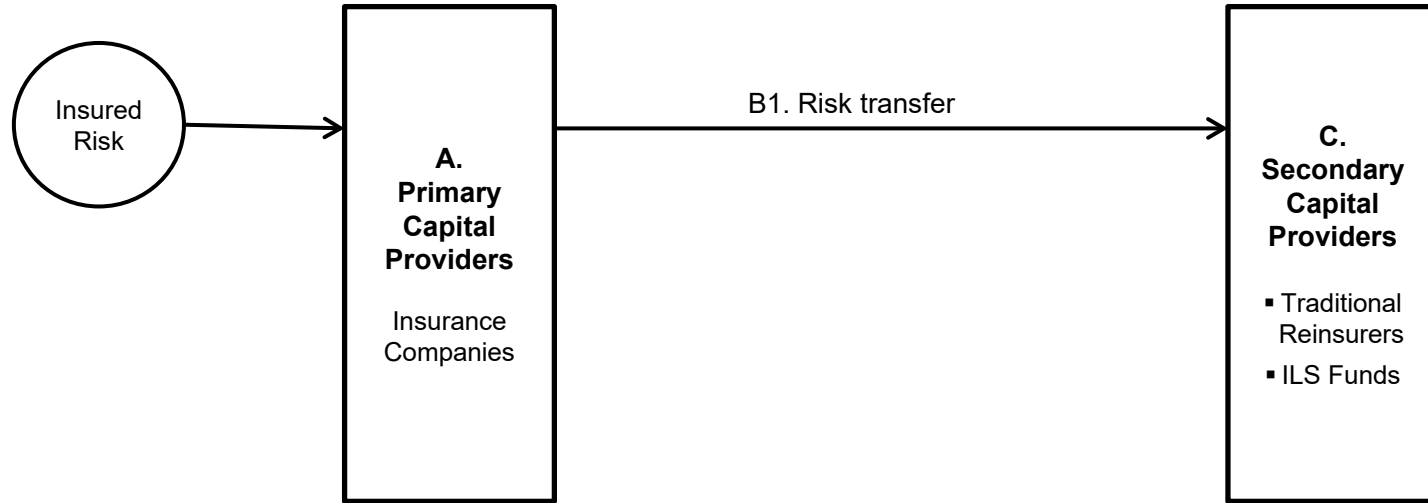 Insured
Risk
A.
Primary
Capital
Providers
Insurance
Companies
B1. Risk transfer
C.
Secondary
Capital
Providers
▪ Traditional
Reinsurers
▪ ILS Funds